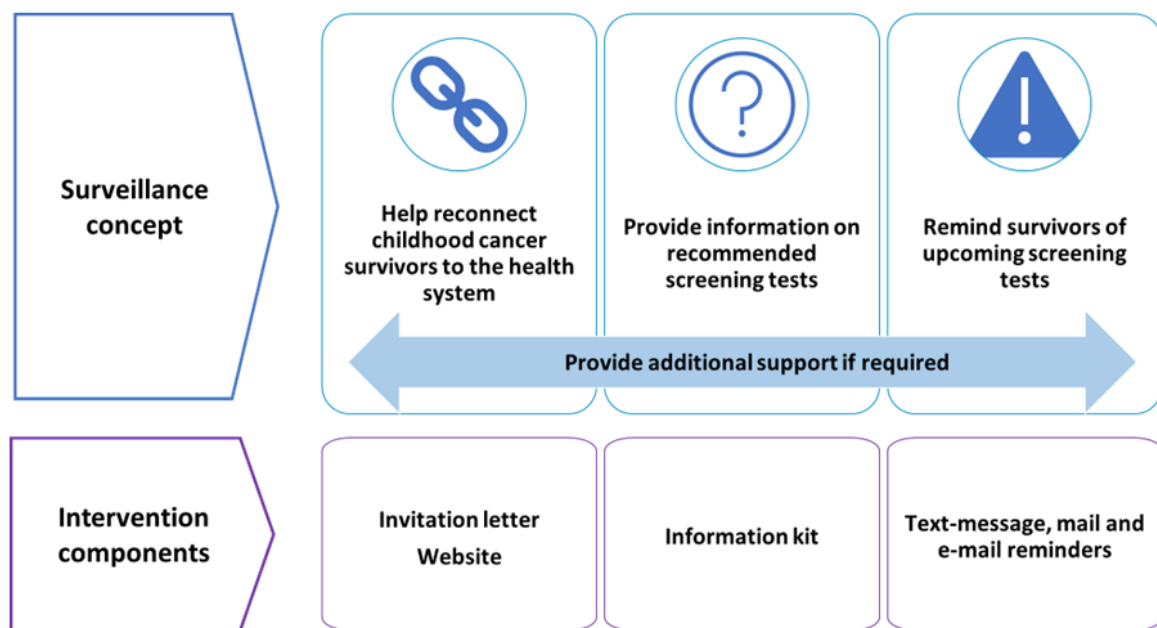 Surveillance
concept
Help reconnect
childhood cancer
survivors to the health
system
Provide information on
recommended
screening tests
Remind survivors of
upcoming screening
tests
Provide additional support if required
Intervention
components
Invitation letter
Website
Information kit
Text-message, mail and
e-mail reminders